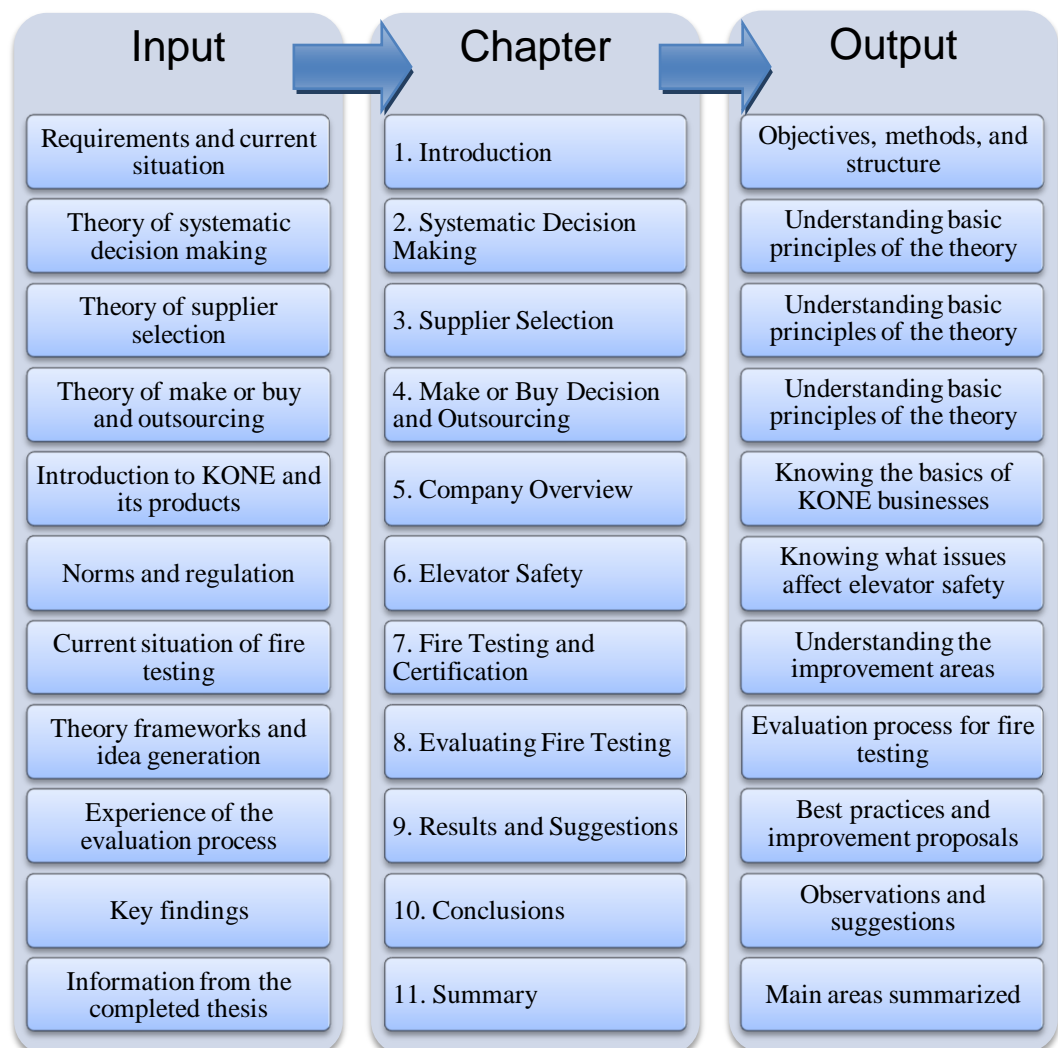 Input
Chapter
Output
Requirements and current
situation
1. Introduction
Objectives, methods, and
structure
Theory of systematic
decision making
2. Systematic Decision
Making
Understanding basic
principles of the theory
Theory of supplier
selection
3. Supplier Selection
Understanding basic
principles of the theory
Theory of make or buy
and outsourcing
4. Make or Buy Decision
and Outsourcing
Understanding basic
principles of the theory
Introduction to KONE and
its products
5. Company Overview
Knowing the basics of
KONE businesses
Norms and regulation
6. Elevator Safety
Knowing what issues
affect elevator safety
Current situation of fire
testing
7. Fire Testing and
Certification
Understanding the
improvement areas
Theory frameworks and
idea generation
8. Evaluating Fire Testing
Evaluation process for fire
testing
Experience of the
evaluation process
9. Results and Suggestions
Best practices and
improvement proposals
Key findings
10. Conclusions
Observations and
suggestions
Information from the
completed thesis
11. Summary
Main areas summarized